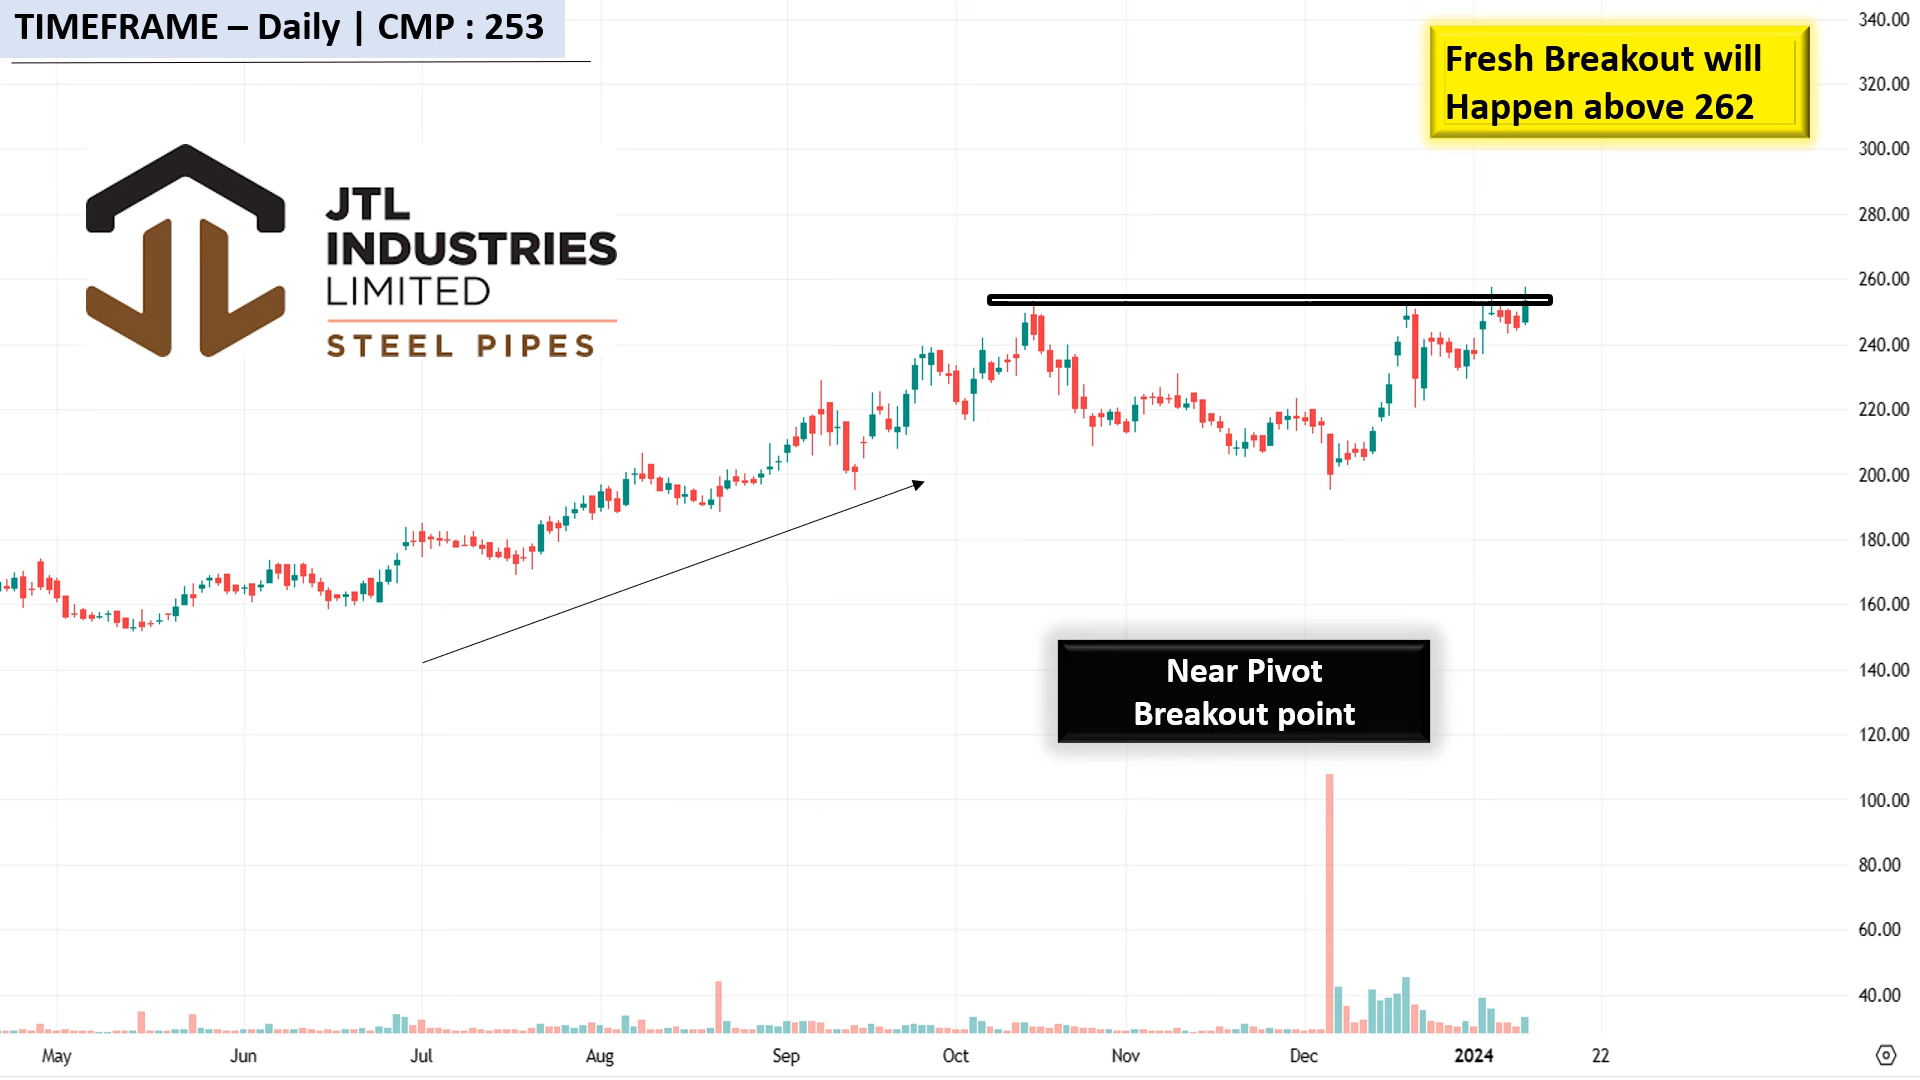 TIMEFRAME – Daily | CMP : 253
Fresh Breakout will
Happen above 262
JTL
INDUSTRIES
LIMITED
STEEL PIPES
Near Pivot
Breakout point
340.00
320.00
300.00
280.00
260.00
240.00
220.00
200.00
180.00
160.00
140.00
120.00
100.00
80.00
60.00
40.00
May Jun Jul Aug Sep Oct Nov Dec 2024 22